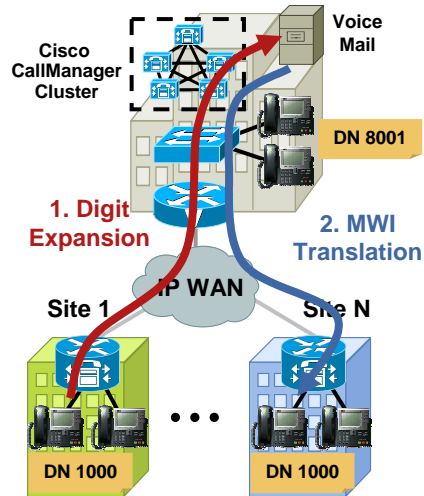 Cisco
CallManager
Cluster
Voice
Mail
DN 8001
1. Digit
Expansion
2. MWI
Translation
IP WAN
Site 1
Site N
DN 1000
DN 1000